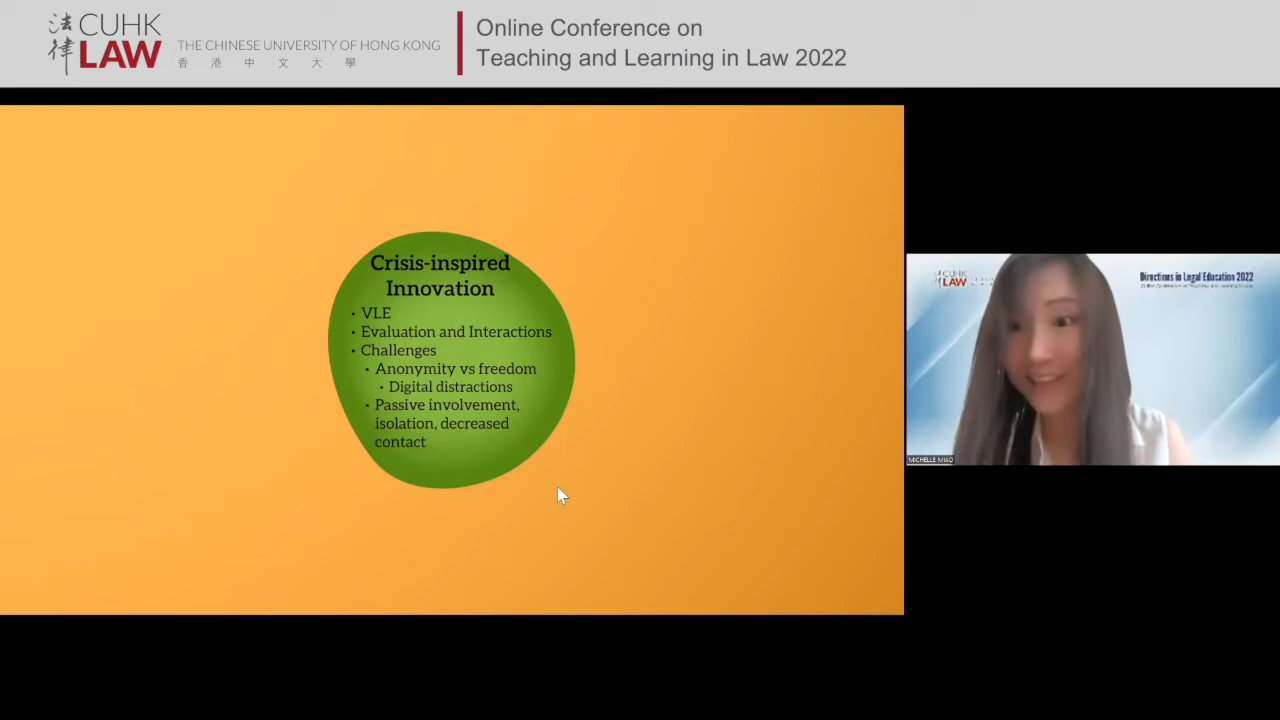 法律
CUHK
LAW
THE CHINESE UNIVERSITY OF HONG KONG
香港中文大學
Online Conference on
Teaching and Learning in Law 2022
Crisis-inspired
Innovation
• VLE
• Evaluation and Interactions
• Challenges
• Anonymity vs freedom
• Digital distractions
• Passive involvement,
isolation, decreased
contact
CUHK
LAW
Directions in Legal Education 2022
MICHELLE MIAO